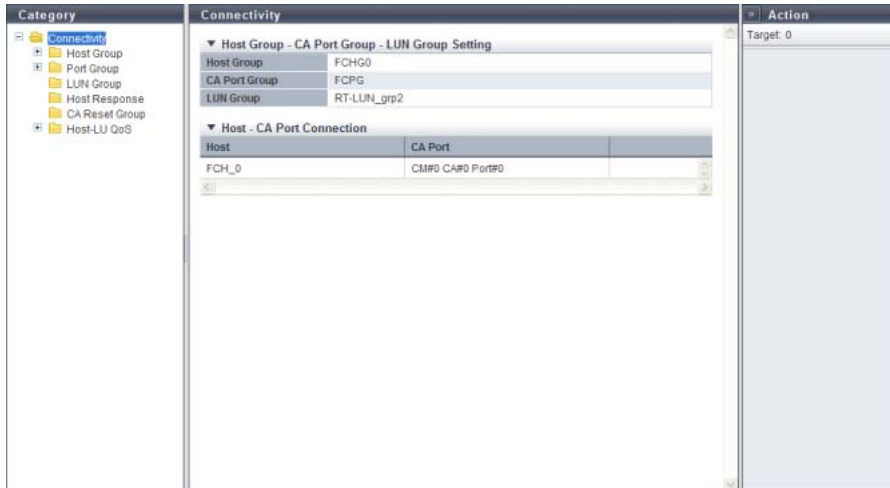 Category
Connectivity
Host Group
Port Group
LUN Group
Host Response
CA Reset Group
Host-LU QoS
Connectivity
▼ Host Group - CA Port Group - LUN Group Setting
Host Group FCHG0
CA Port Group FCPG
LUN Group RT-LUN_grp2
▼ Host - CA Port Connection
Host CA Port
FCH_0 CM#0 CA#0 Port#0
» Action
Target: 0